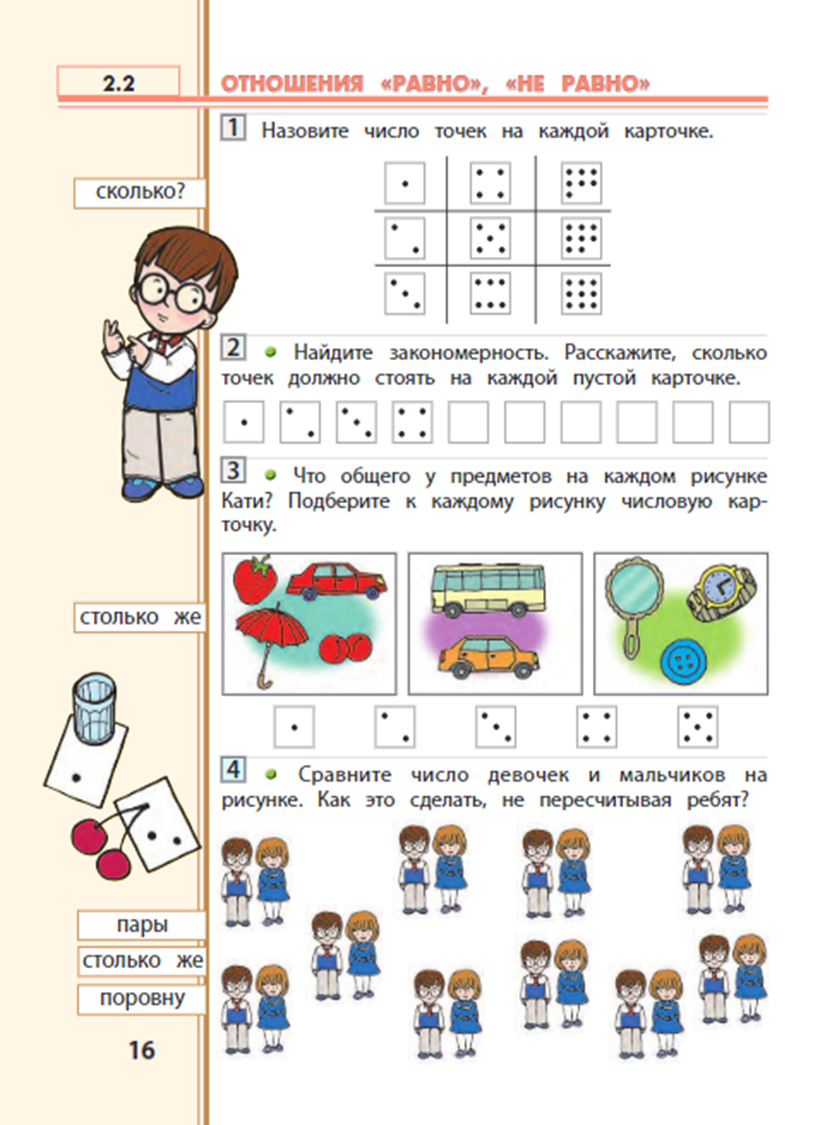 2.2
ОТНОШЕНИЯ «РАВНО», «НЕ РАВНО»
1 Назовите число точек на каждой карточке.
сколько?
2 Найдите закономерность. Расскажите, сколько
точек должно стоять на каждой пустой карточке.
3 Что общего у предметов на каждом рисунке
Кати? Подберите к каждому рисунку числовую кар-
точку.
столько же
4 Сравните число девочек и мальчиков на
рисунке. Как это сделать, не пересчитывая ребят?
пары
столько же
поровну
16